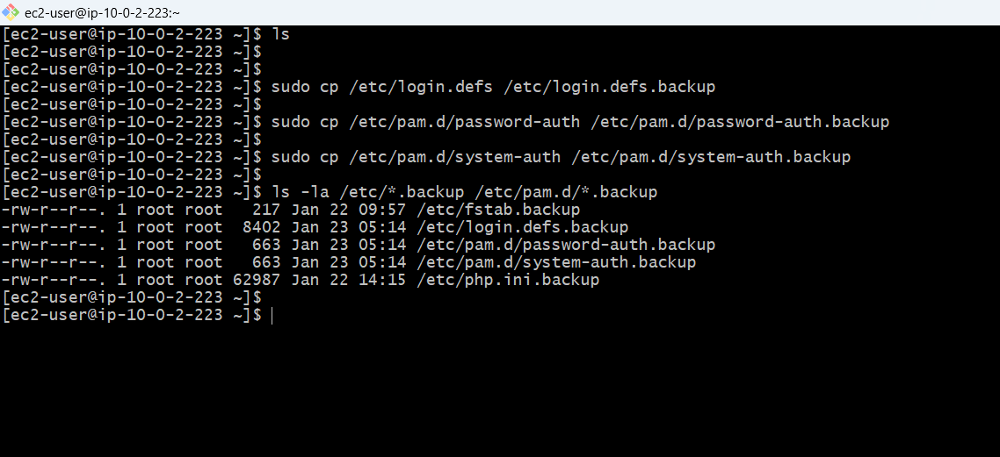 ec2-user@ip-10-0-2-223:~
[ec2-user@ip-10-0-2-223 ~]$ ls
[ec2-user@ip-10-0-2-223 ~]$
[ec2-user@ip-10-0-2-223 ~]$
[ec2-user@ip-10-0-2-223 ~]$ sudo cp /etc/login.defs /etc/login.defs.backup
[ec2-user@ip-10-0-2-223 ~]$
[ec2-user@ip-10-0-2-223 ~]$ sudo cp /etc/pam.d/password-auth /etc/pam.d/password-auth.backup
[ec2-user@ip-10-0-2-223 ~]$
[ec2-user@ip-10-0-2-223 ~]$ sudo cp /etc/pam.d/system-auth /etc/pam.d/system-auth.backup
[ec2-user@ip-10-0-2-223 ~]$
[ec2-user@ip-10-0-2-223 ~]$ ls -la /etc/*.backup /etc/pam.d/*.backup
-rw-r--r--. 1 root root   217 Jan 22 09:57 /etc/fstab.backup
-rw-r--r--. 1 root root  8402 Jan 23 05:14 /etc/login.defs.backup
-rw-r--r--. 1 root root   663 Jan 23 05:14 /etc/pam.d/password-auth.backup
-rw-r--r--. 1 root root   663 Jan 23 05:14 /etc/pam.d/system-auth.backup
-rw-r--r--. 1 root root 62987 Jan 22 14:15 /etc/php.ini.backup
[ec2-user@ip-10-0-2-223 ~]$
[ec2-user@ip-10-0-2-223 ~]$